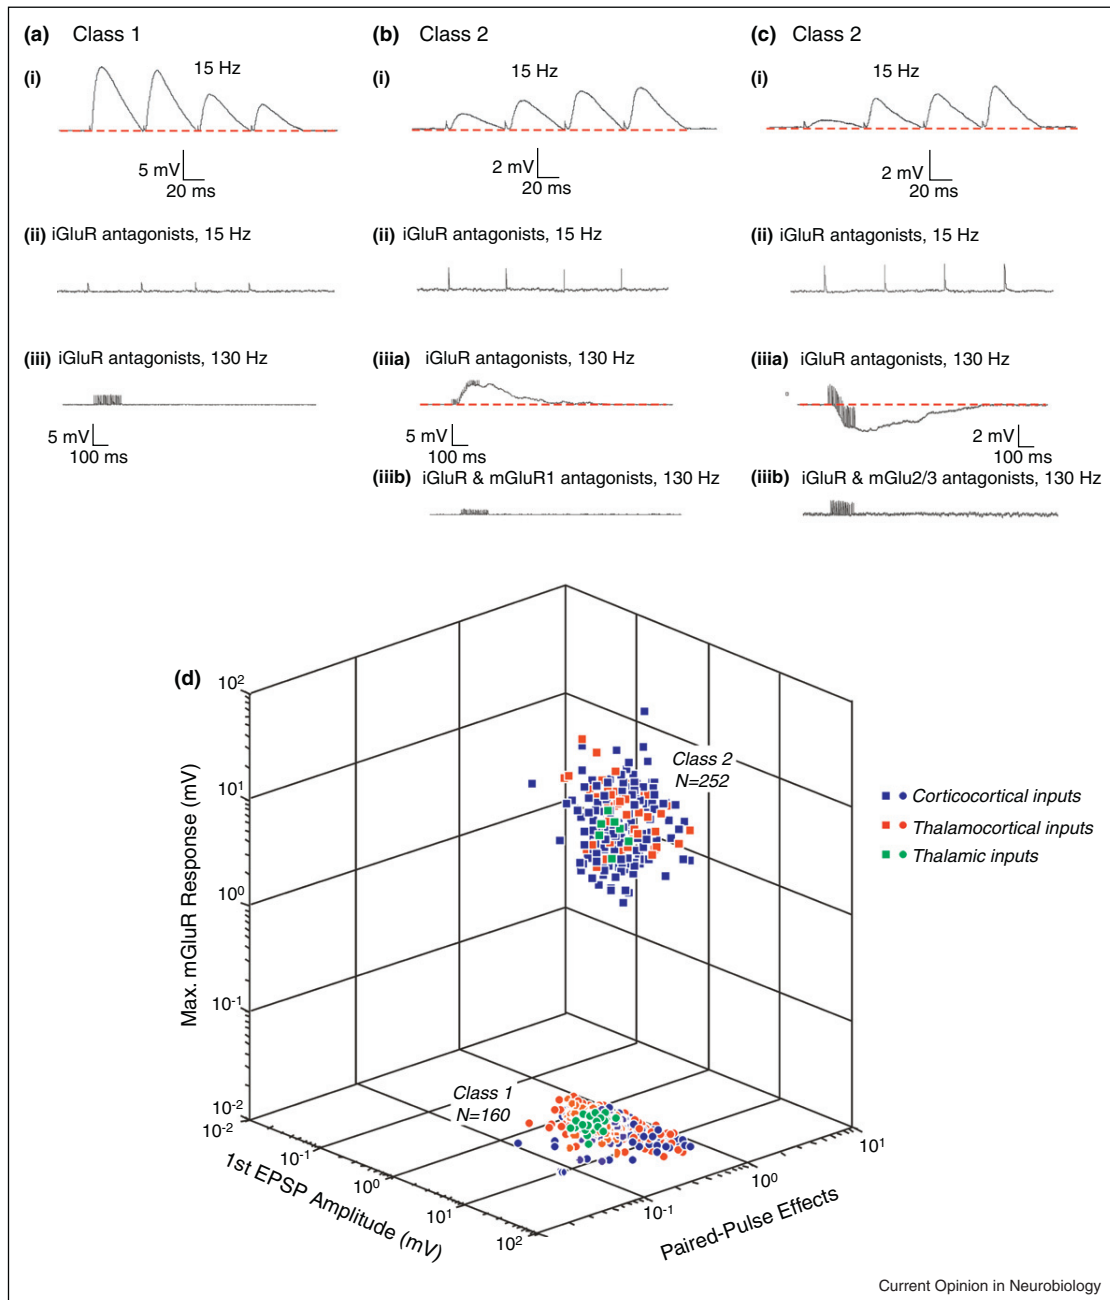 (a) Class 1
(i)
15 Hz
5 mV
20 ms
(ii) iGluR antagonists, 15 Hz
(iii) iGluR antagonists, 130 Hz
5 mV
100 ms
(b) Class 2
(i)
15 Hz
2 mV
20 ms
(ii) iGluR antagonists, 15 Hz
(iiia) iGluR antagonists, 130 Hz
5 mV
100 ms
(iiib) iGluR & mGluR1 antagonists, 130 Hz
(c) Class 2
(i)
15 Hz
2 mV
20 ms
(ii) iGluR antagonists, 15 Hz
(iiia) iGluR antagonists, 130 Hz
2 mV
100 ms
(iiib) iGluR & mGlu2/3 antagonists, 130 Hz
(d)
10²
10¹
10⁰
10⁻¹
10⁻²
Max. mGluR Response (mV)
10⁻²
10⁻¹
10⁰
10¹
10²
1st EPSP Amplitude (mV)
10⁻¹
10⁰
10¹
Paired-Pulse Effects
Class 2
N=252
Class 1
N=160
Corticocortical inputs
Thalamocortical inputs
Thalamic inputs
Current Opinion in Neurobiology